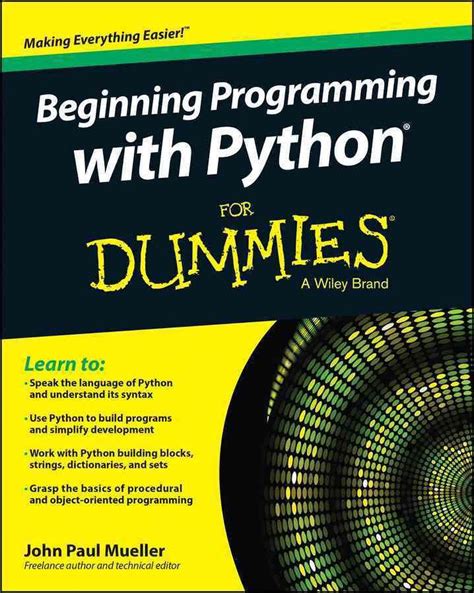 Making Everything Easier!™
Beginning Programming
with Python®
FOR
DUMMIES®
A Wiley Brand
Learn to:
• Speak the language of Python
and understand its syntax
• Use Python to build programs
and simplify development
• Work with Python building blocks,
strings, dictionaries, and sets
• Grasp the basics of procedural
and object-oriented programming
John Paul Mueller
Freelance author and technical editor